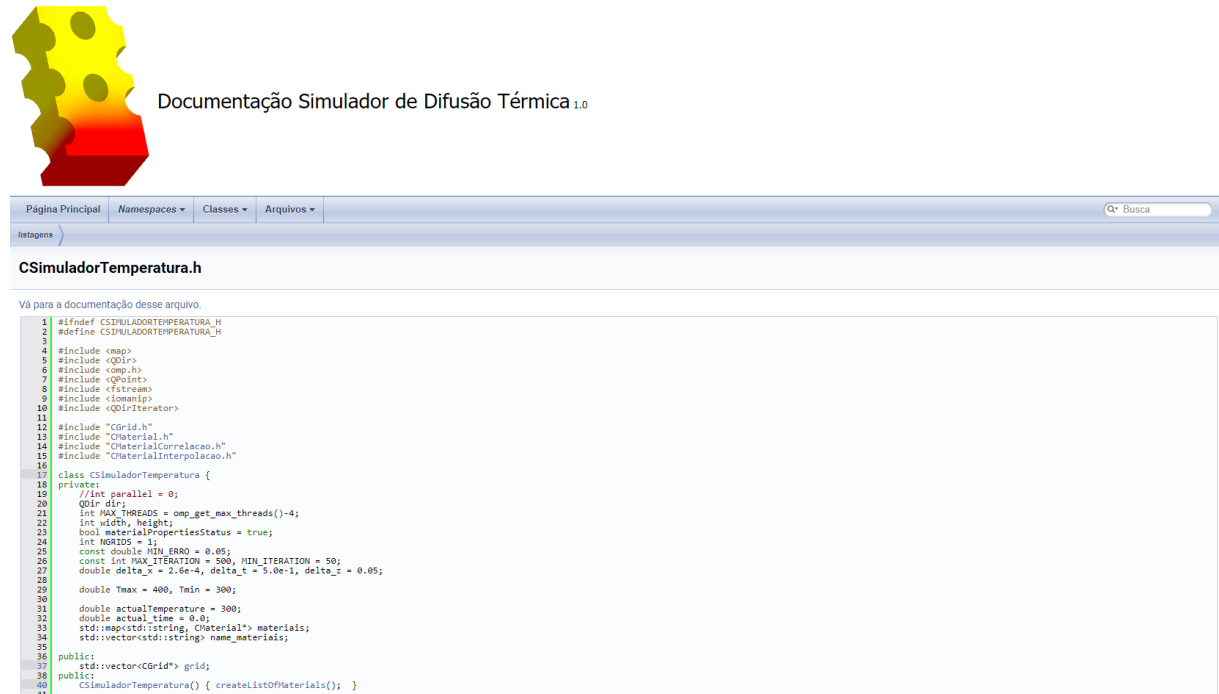 Documentação Simulador de Difusão Térmica 1.0
Página Principal Namespaces Classes Arquivos Busca
listagens
CSimuladorTemperatura.h
Vá para a documentação desse arquivo.
1 #ifndef CSIMULADORTEMPERATURA_H
2 #define CSIMULADORTEMPERATURA_H
3
4 #include <map>
5 #include <QDir>
6 #include <omp.h>
7 #include <QPoint>
8 #include <fstream>
9 #include <iomanip>
10 #include <QDirIterator>
11
12 #include "CGrid.h"
13 #include "CMaterial.h"
14 #include "CMaterialCorrelacao.h"
15 #include "CMaterialInterpolacao.h"
16
17 class CSimuladorTemperatura {
18 private:
19 //int parallel = 0;
20 QDir dir;
21 int MAX_THREADS = omp_get_max_threads()-4;
22 int width, height;
23 bool materialPropertiesStatus = true;
24 int NGRIDS = 1;
25 const double MIN_ERRO = 0.05;
26 const int MAX_ITERATION = 500, MIN_ITERATION = 50;
27 double delta_x = 2.6e-4, delta_t = 5.0e-1, delta_z = 0.05;
28
29 double Tmax = 400, Tmin = 300;
30
31 double actualTemperature = 300;
32 double actual_time = 0.0;
33 std::map<std::string, CMaterial*> materiais;
34 std::vector<std::string> name_materiais;
35
36 public:
37 std::vector<CGrid*> grid;
38 public:
40 CSimuladorTemperatura() { createListOfMaterials(); }
41